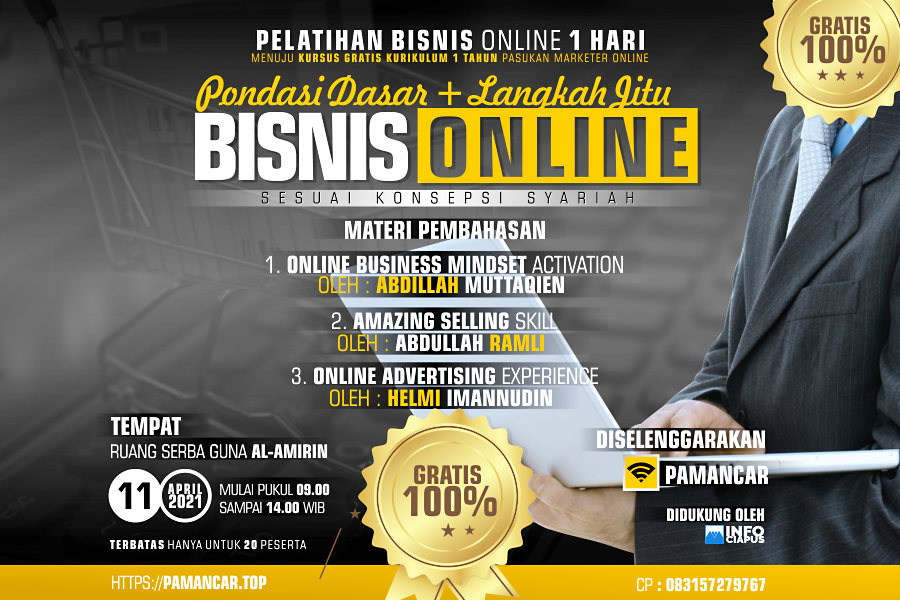 PELATIHAN BISNIS ONLINE 1 HARI
MENUJU KURSUS GRATIS KURIKULUM 1 TAHUN PASUKAN MARKETER ONLINE
Pondasi Dasar + Langkah Jitu
BISNIS ONLINE
SESUAI KONSEPSI SYARIAH
GRATIS
100%
MATERI PEMBAHASAN
1. ONLINE BUSINESS MINDSET ACTIVATION
OLEH : ABDILLAH MUTTAQIEN
2. AMAZING SELLING SKILL
OLEH : ABDULLAH RAMLI
3. ONLINE ADVERTISING EXPERIENCE
OLEH : HELMI IMANNUDIN
TEMPAT
RUANG SERBA GUNA AL-AMIRIN
11 APRIL 2021
MULAI PUKUL 09.00
SAMPAI 14.00 WIB
TERBATAS HANYA UNTUK 20 PESERTA
GRATIS
100%
DISELENGGARAKAN
PAMANCAR
DIDUKUNG OLEH
INFO
CIAPUS
HTTPS://PAMANCAR.TOP
CP : 083157279767